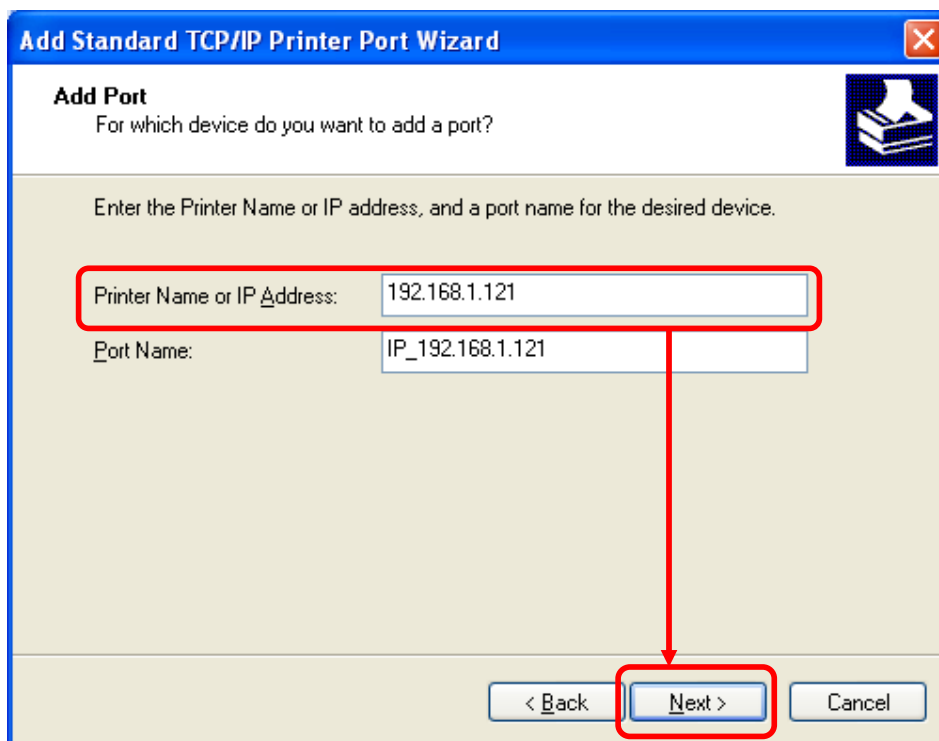 Add Standard TCP/IP Printer Port Wizard
Add Port
For which device do you want to add a port?
Enter the Printer Name or IP address, and a port name for the desired device.
Printer Name or IP Address: 192.168.1.121
Port Name: IP_192.168.1.121
< Back Next > Cancel